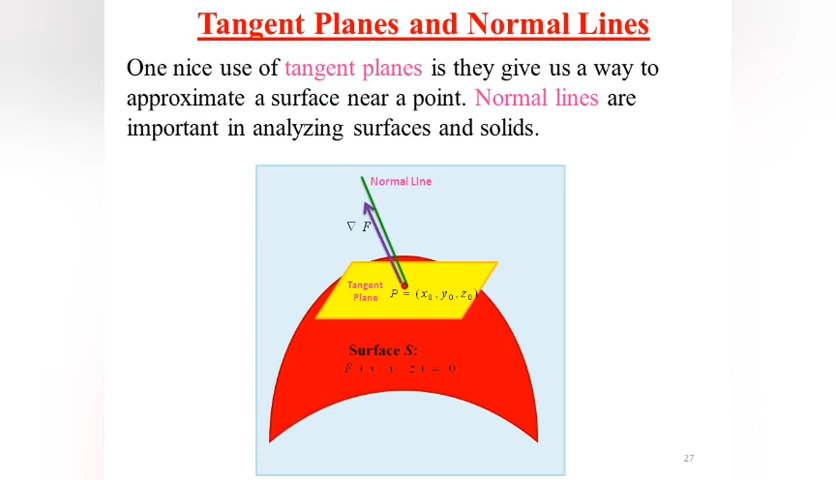 Tangent Planes and Normal Lines
One nice use of tangent planes is they give us a way to
approximate a surface near a point. Normal lines are
important in analyzing surfaces and solids.
Normal Line
∇ F
Tangent
Plane
P = (x₀, y₀, z₀)
Surface S:
F ( x, y, z ) = 0
27